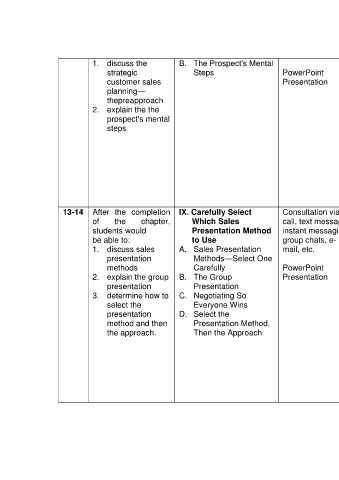 1. discuss the
strategic
customer sales
planning—
thepreapproach
2. explain the the
prospect's mental
steps
B. The Prospect's Mental
Steps
PowerPoint
Presentation
13-14
After the completion
of the chapter,
students would
be able to:
1. discuss sales
presentation
methods
2. explain the group
presentation
3. determine how to
select the
presentation
method and then
the approach.
IX. Carefully Select
Which Sales
Presentation Method
to Use
A. Sales Presentation
Methods—Select One
Carefully
B. The Group
Presentation
C. Negotiating So
Everyone Wins
D. Select the
Presentation Method,
Then the Approach
Consultation via
call, text messa
instant messagi
group chats, e-
mail, etc.
PowerPoint
Presentation